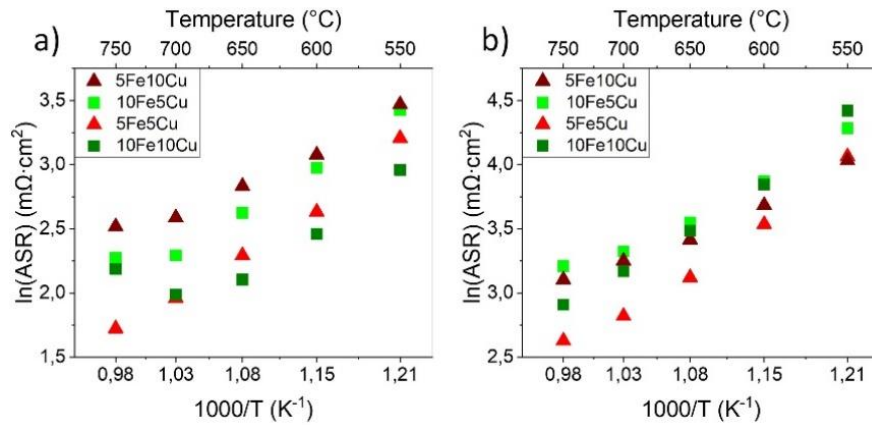 a)
Temperature (°C)
750 700 650 600 550
5Fe10Cu
10Fe5Cu
5Fe5Cu
10Fe10Cu
ln(ASR) (mΩ·cm²)
3,5
3,0
2,5
2,0
1,5
0,98 1,03 1,08 1,15 1,21
1000/T (K⁻¹)
b)
Temperature (°C)
750 700 650 600 550
5Fe10Cu
10Fe5Cu
5Fe5Cu
10Fe10Cu
ln(ASR) (mΩ·cm²)
4,5
4,0
3,5
3,0
2,5
0,98 1,03 1,08 1,15 1,21
1000/T (K⁻¹)